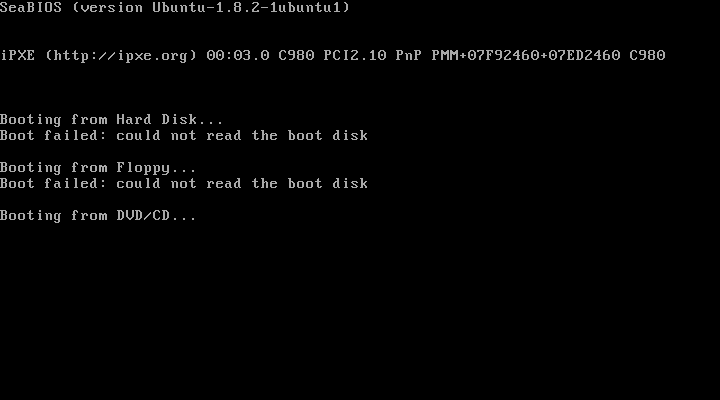 SeaBIOS (version Ubuntu-1.8.2-1ubuntu1)
iPXE (http://ipxe.org) 00:03.0 C980 PCI2.10 PnP PMM+07F92460+07ED2460 C980
Booting from Hard Disk...
Boot failed: could not read the boot disk
Booting from Floppy...
Boot failed: could not read the boot disk
Booting from DVD/CD...